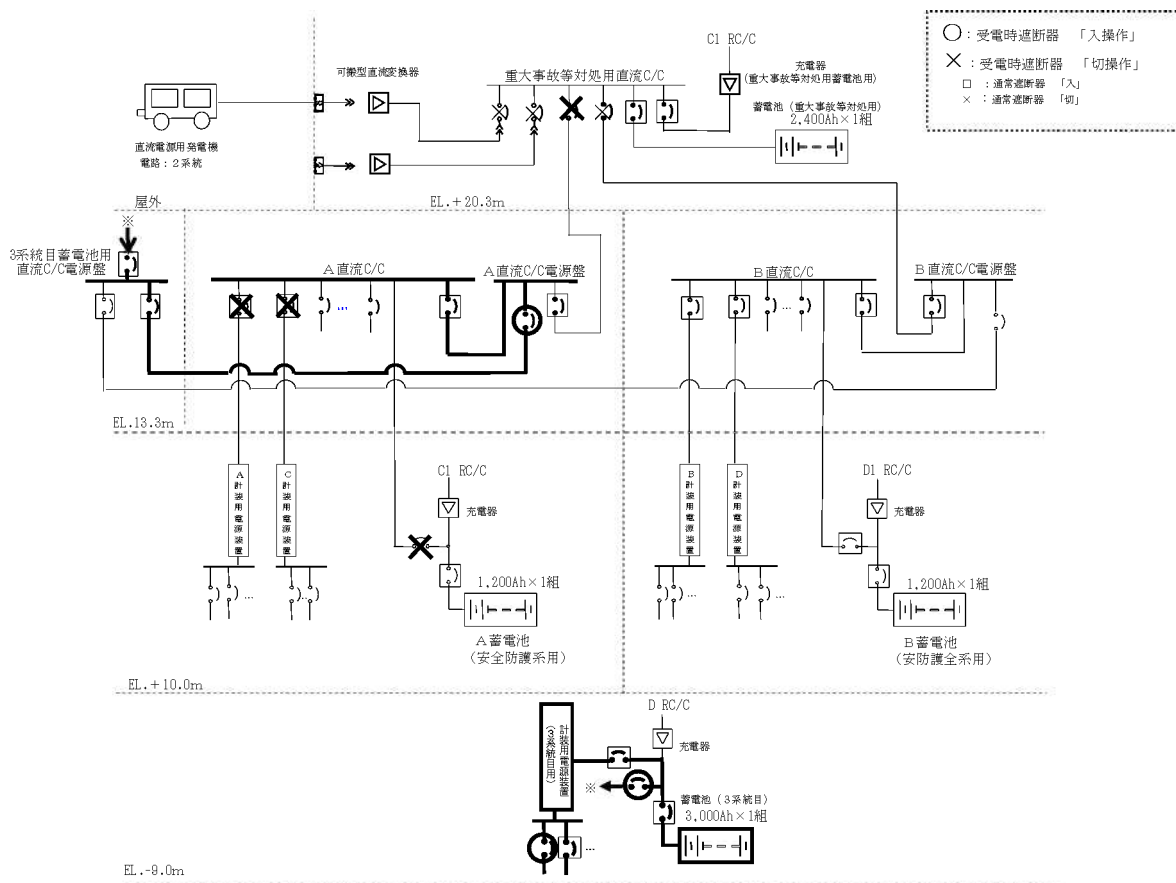 ○：受電時遮断器　「入操作」
×：受電時遮断器　「切操作」
□：通常遮断器　「入」
×：通常遮断器　「切」
C1 RC/C
可搬型直流変換器
重大事故等対処用直流C/C
充電器
(重大事故等対処用蓄電池用)
蓄電池（重大事故等対処用）
2,400Ah×1組
直流電源用発電機
電路：2系統
屋外
EL.+20.3m
※
3系統目蓄電池用
直流C/C電源盤
A直流C/C
A直流C/C電源盤
B直流C/C
B直流C/C電源盤
...
...
EL.13.3m
A計装用電源装置
C計装用電源装置
C1 RC/C
充電器
B計装用電源装置
D計装用電源装置
D1 RC/C
充電器
...
...
1,200Ah×1組
...
...
1,200Ah×1組
A蓄電池
（安全防護系用）
B蓄電池
（安防護全系用）
EL.+10.0m
計装用電源装置
（3系統目用）
D RC/C
充電器
※
蓄電池（3系統目）
3,000Ah×1組
...
EL.-9.0m